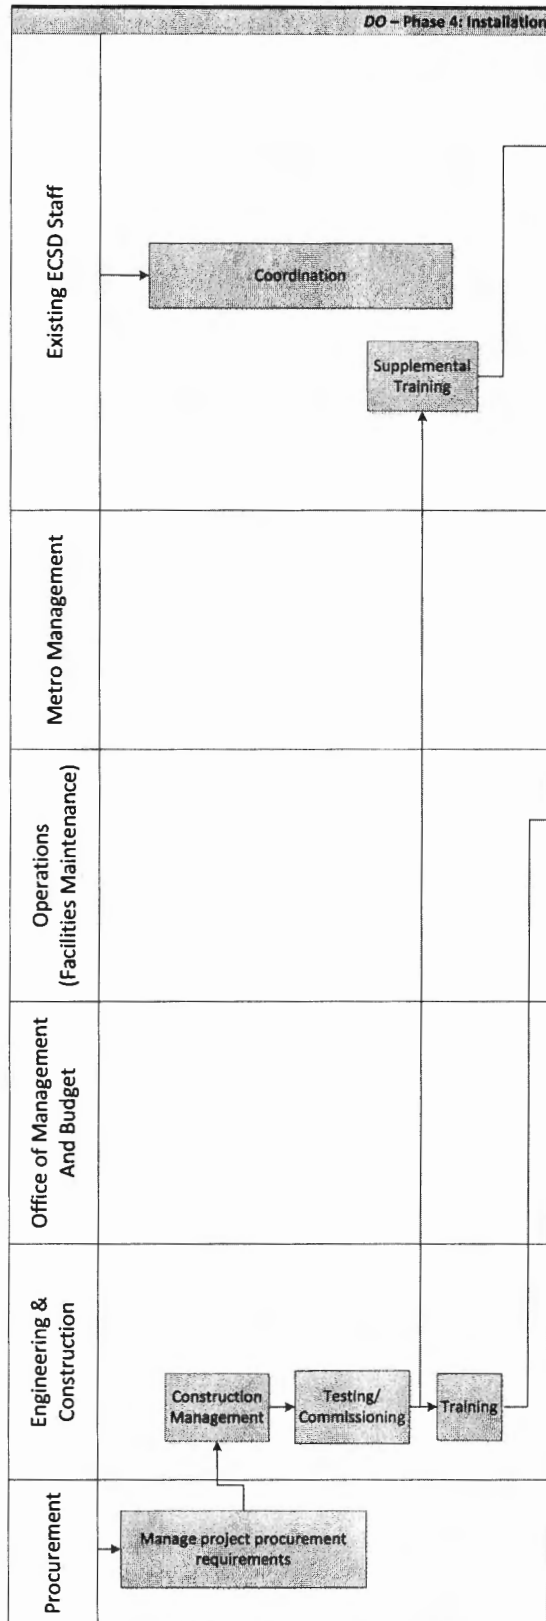 DO – Phase 4: Installation
Existing ECSD Staff
Coordination
Supplemental
Training
Metro Management
Operations
(Facilities Maintenance)
Office of Management
And Budget
Engineering &
Construction
Construction
Management
Testing/
Commissioning
Training
Procurement
Manage project procurement
requirements